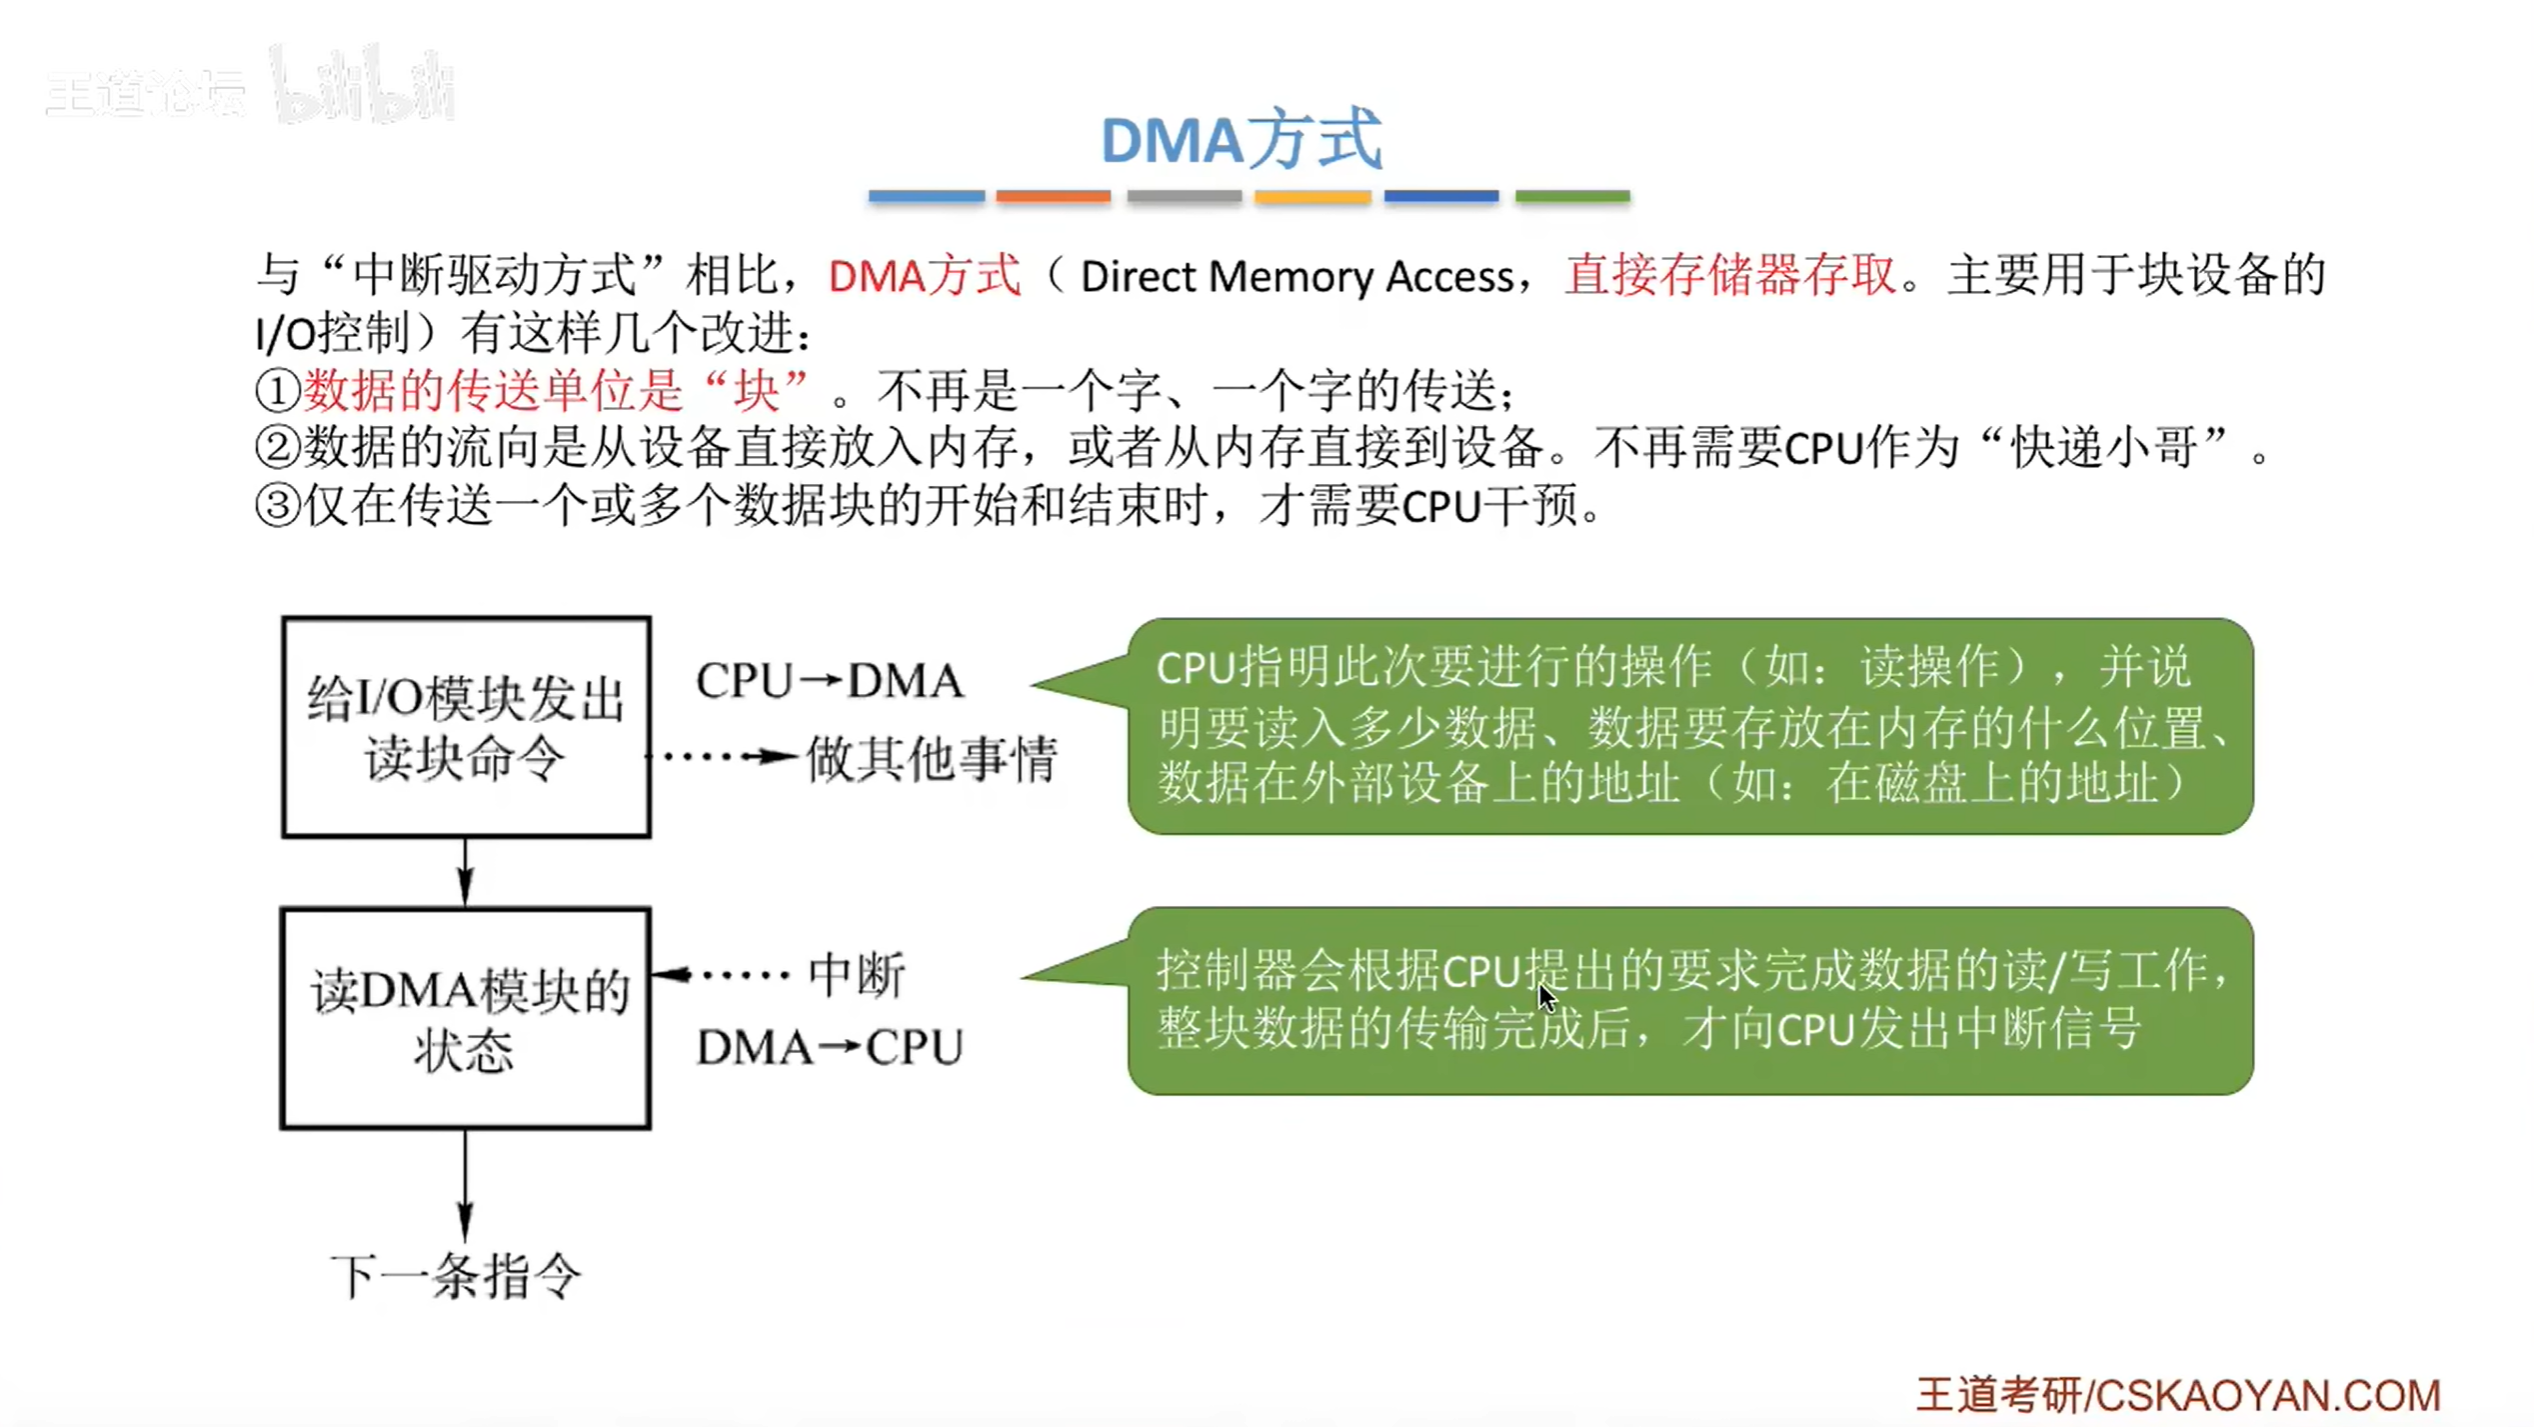 王道论坛 bilibili
DMA方式
与“中断驱动方式”相比，DMA方式（ Direct Memory Access，直接存储器存取。主要用于块设备的
I/O控制）有这样几个改进：
①数据的传送单位是“块”。不再是一个字、一个字的传送；
②数据的流向是从设备直接放入内存，或者从内存直接到设备。不再需要CPU作为“快递小哥”。
③仅在传送一个或多个数据块的开始和结束时，才需要CPU干预。
给I/O模块发出
读块命令
CPU→DMA
做其他事情
CPU指明此次要进行的操作（如：读操作），并说
明要读入多少数据、数据要存放在内存的什么位置、
数据在外部设备上的地址（如：在磁盘上的地址）
读DMA模块的
状态
中断
DMA→CPU
控制器会根据CPU提出的要求完成数据的读/写工作，
整块数据的传输完成后，才向CPU发出中断信号
下一条指令
王道考研/CSKAOYAN.COM